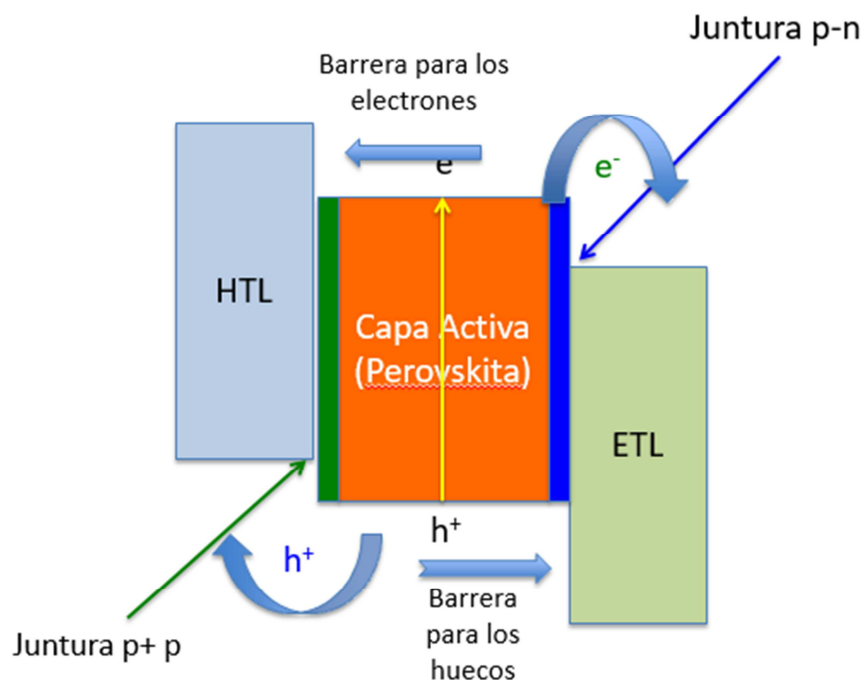 Juntura p-n
Barrera para los
electrones
e
e-
HTL
Capa Activa
(Perovskita)
ETL
h+
h+
Barrera
para los
huecos
Juntura p+ p